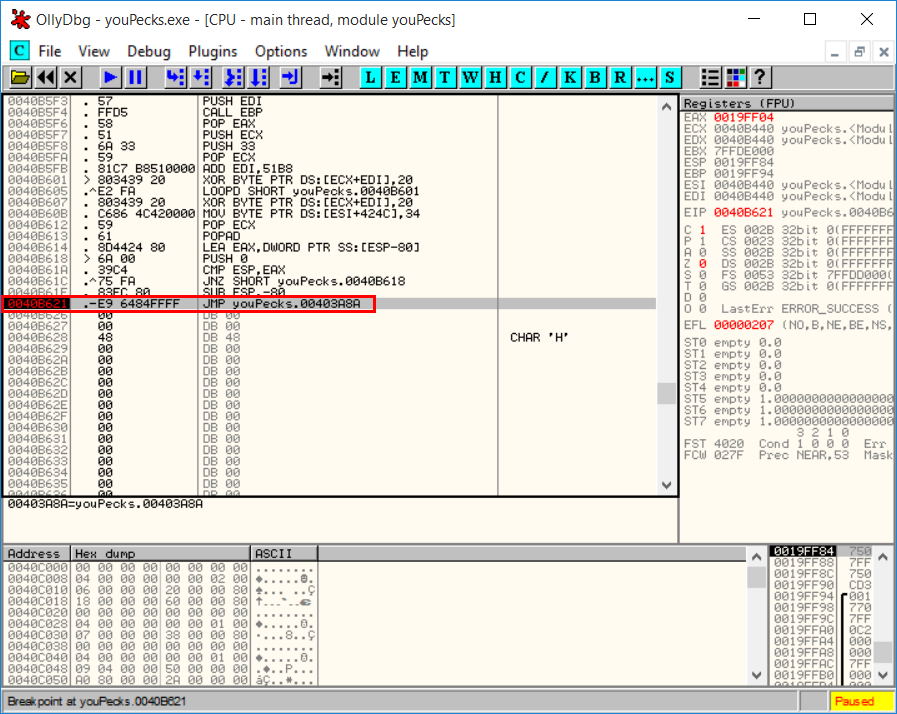 OllyDbg - youPecks.exe - [CPU - main thread, module youPecks]
C File View Debug Plugins Options Window Help
L E M T W H C / K B R ... S ?
0040B5F3 . 57 PUSH EDI
0040B5F4 . FFD5 CALL EBP
0040B5F6 . 58 POP EAX
0040B5F7 . 51 PUSH ECX
0040B5F8 . 6A 33 PUSH 33
0040B5FA . 59 POP ECX
0040B5FB . 81C7 B8510000 ADD EDI,51B8
0040B601 > 803439 20 XOR BYTE PTR DS:[ECX+EDI],20
0040B605 .^E2 FA LOOPD SHORT youPecks.0040B601
0040B607 . 803439 20 XOR BYTE PTR DS:[ECX+EDI],20
0040B60B . C686 4C420000 MOV BYTE PTR DS:[ESI+424C],34
0040B612 . 59 POP ECX
0040B613 . 61 POPAD
0040B614 . 8D4424 80 LEA EAX,DWORD PTR SS:[ESP-80]
0040B618 > 6A 00 PUSH 0
0040B61A . 39C4 CMP ESP,EAX
0040B61C .^75 FA JNZ SHORT youPecks.0040B618
0040B61E . 83EC 80 SUB ESP,-80
0040B621 .-E9 6484FFFF JMP youPecks.00403A8A
0040B626 00 DB 00
0040B627 00 DB 00
0040B628 48 DB 48 CHAR 'H'
0040B629 00 DB 00
0040B62A 00 DB 00
0040B62B 00 DB 00
0040B62C 00 DB 00
0040B62D 00 DB 00
0040B62E 00 DB 00
0040B62F 00 DB 00
0040B630 00 DB 00
0040B631 00 DB 00
0040B632 00 DB 00
0040B633 00 DB 00
0040B634 00 DB 00
0040B635 00 DB 00
0040B636 00 DB 00
00403A8A=youPecks.00403A8A
Registers (FPU)
EAX 0019FF04
ECX 0040B440 youPecks.<Modul
EDX 0040B440 youPecks.<Modul
EBX 7FFDE000
ESP 0019FF84
EBP 0019FF94
ESI 0040B440 youPecks.<Modul
EDI 0040B440 youPecks.<Modul
EIP 0040B621 youPecks.0040B6
C 1 ES 002B 32bit 0(FFFFFFF
P 1 CS 0023 32bit 0(FFFFFFF
A 0 SS 002B 32bit 0(FFFFFFF
Z 0 DS 002B 32bit 0(FFFFFFF
S 0 FS 0053 32bit 7FFDD000(
T 0 GS 002B 32bit 0(FFFFFFF
D 0
O 0 LastErr ERROR_SUCCESS (
EFL 00000207 (NO,B,NE,BE,NS,
ST0 empty 0.0
ST1 empty 0.0
ST2 empty 0.0
ST3 empty 0.0
ST4 empty 0.0
ST5 empty 1.0000000000000000
ST6 empty 1.0000000000000000
ST7 empty 1.0000000000000000
3 2 1 0
FST 4020 Cond 1 0 0 0 Err
FCW 027F Prec NEAR,53 Mask
Address Hex dump ASCII
0040C000 00 00 00 00 00 00 00 00 ........
0040C008 04 00 00 00 00 00 02 00 ♦.....☻.
0040C010 06 00 00 00 20 00 00 80 ♠... ..Ç
0040C018 18 00 00 00 60 00 00 80
0040C020 00 00 00 00 00 00 00 00 ........
0040C028 04 00 00 00 00 00 01 00
0040C030 07 00 00 00 38 00 00 80 •...8..Ç
0040C038 00 00 00 00 00 00 00 00 ........
0040C040 04 00 00 00 00 00 01 00
0040C048 09 04 00 00 50 00 00 00 .♦..P...
0040C050 A0 80 00 00 2A 00 00 00 áÇ..*...
0019FF84 750
0019FF88 7FF
0019FF8C 750
0019FF90 CD3
0019FF94 001
0019FF98 770
0019FF9C 7FF
0019FFA0 0C2
0019FFA4 000
0019FFA8 000
0019FFAC 7FF
0019FFB0 000
Breakpoint at youPecks.0040B621
Paused